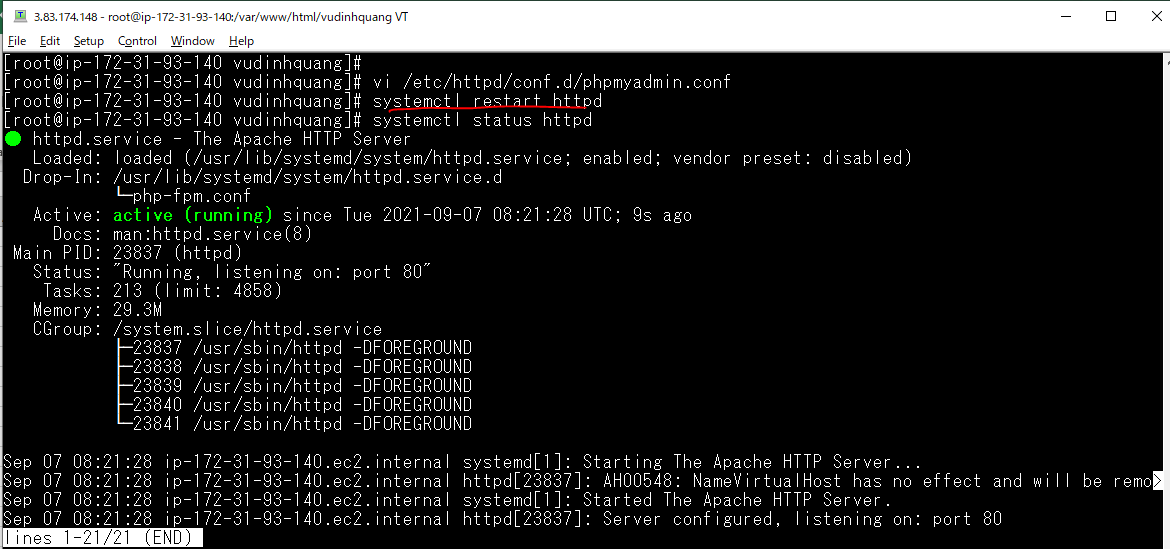 3.83.174.148 - root@ip-172-31-93-140:/var/www/html/vudinhquang VT
File Edit Setup Control Window Help
[root@ip-172-31-93-140 vudinhquang]#
[root@ip-172-31-93-140 vudinhquang]# vi /etc/httpd/conf.d/phpmyadmin.conf
[root@ip-172-31-93-140 vudinhquang]# systemctl restart httpd
[root@ip-172-31-93-140 vudinhquang]# systemctl status httpd
● httpd.service - The Apache HTTP Server
   Loaded: loaded (/usr/lib/systemd/system/httpd.service; enabled; vendor preset: disabled)
  Drop-In: /usr/lib/systemd/system/httpd.service.d
           └─php-fpm.conf
   Active: active (running) since Tue 2021-09-07 08:21:28 UTC; 9s ago
     Docs: man:httpd.service(8)
 Main PID: 23837 (httpd)
   Status: "Running, listening on: port 80"
    Tasks: 213 (limit: 4858)
   Memory: 29.3M
   CGroup: /system.slice/httpd.service
           ├─23837 /usr/sbin/httpd -DFOREGROUND
           ├─23838 /usr/sbin/httpd -DFOREGROUND
           ├─23839 /usr/sbin/httpd -DFOREGROUND
           ├─23840 /usr/sbin/httpd -DFOREGROUND
           └─23841 /usr/sbin/httpd -DFOREGROUND
Sep 07 08:21:28 ip-172-31-93-140.ec2.internal systemd[1]: Starting The Apache HTTP Server...
Sep 07 08:21:28 ip-172-31-93-140.ec2.internal httpd[23837]: AH00548: NameVirtualHost has no effect and will be remo>
Sep 07 08:21:28 ip-172-31-93-140.ec2.internal systemd[1]: Started The Apache HTTP Server.
Sep 07 08:21:28 ip-172-31-93-140.ec2.internal httpd[23837]: Server configured, listening on: port 80
lines 1-21/21 (END)